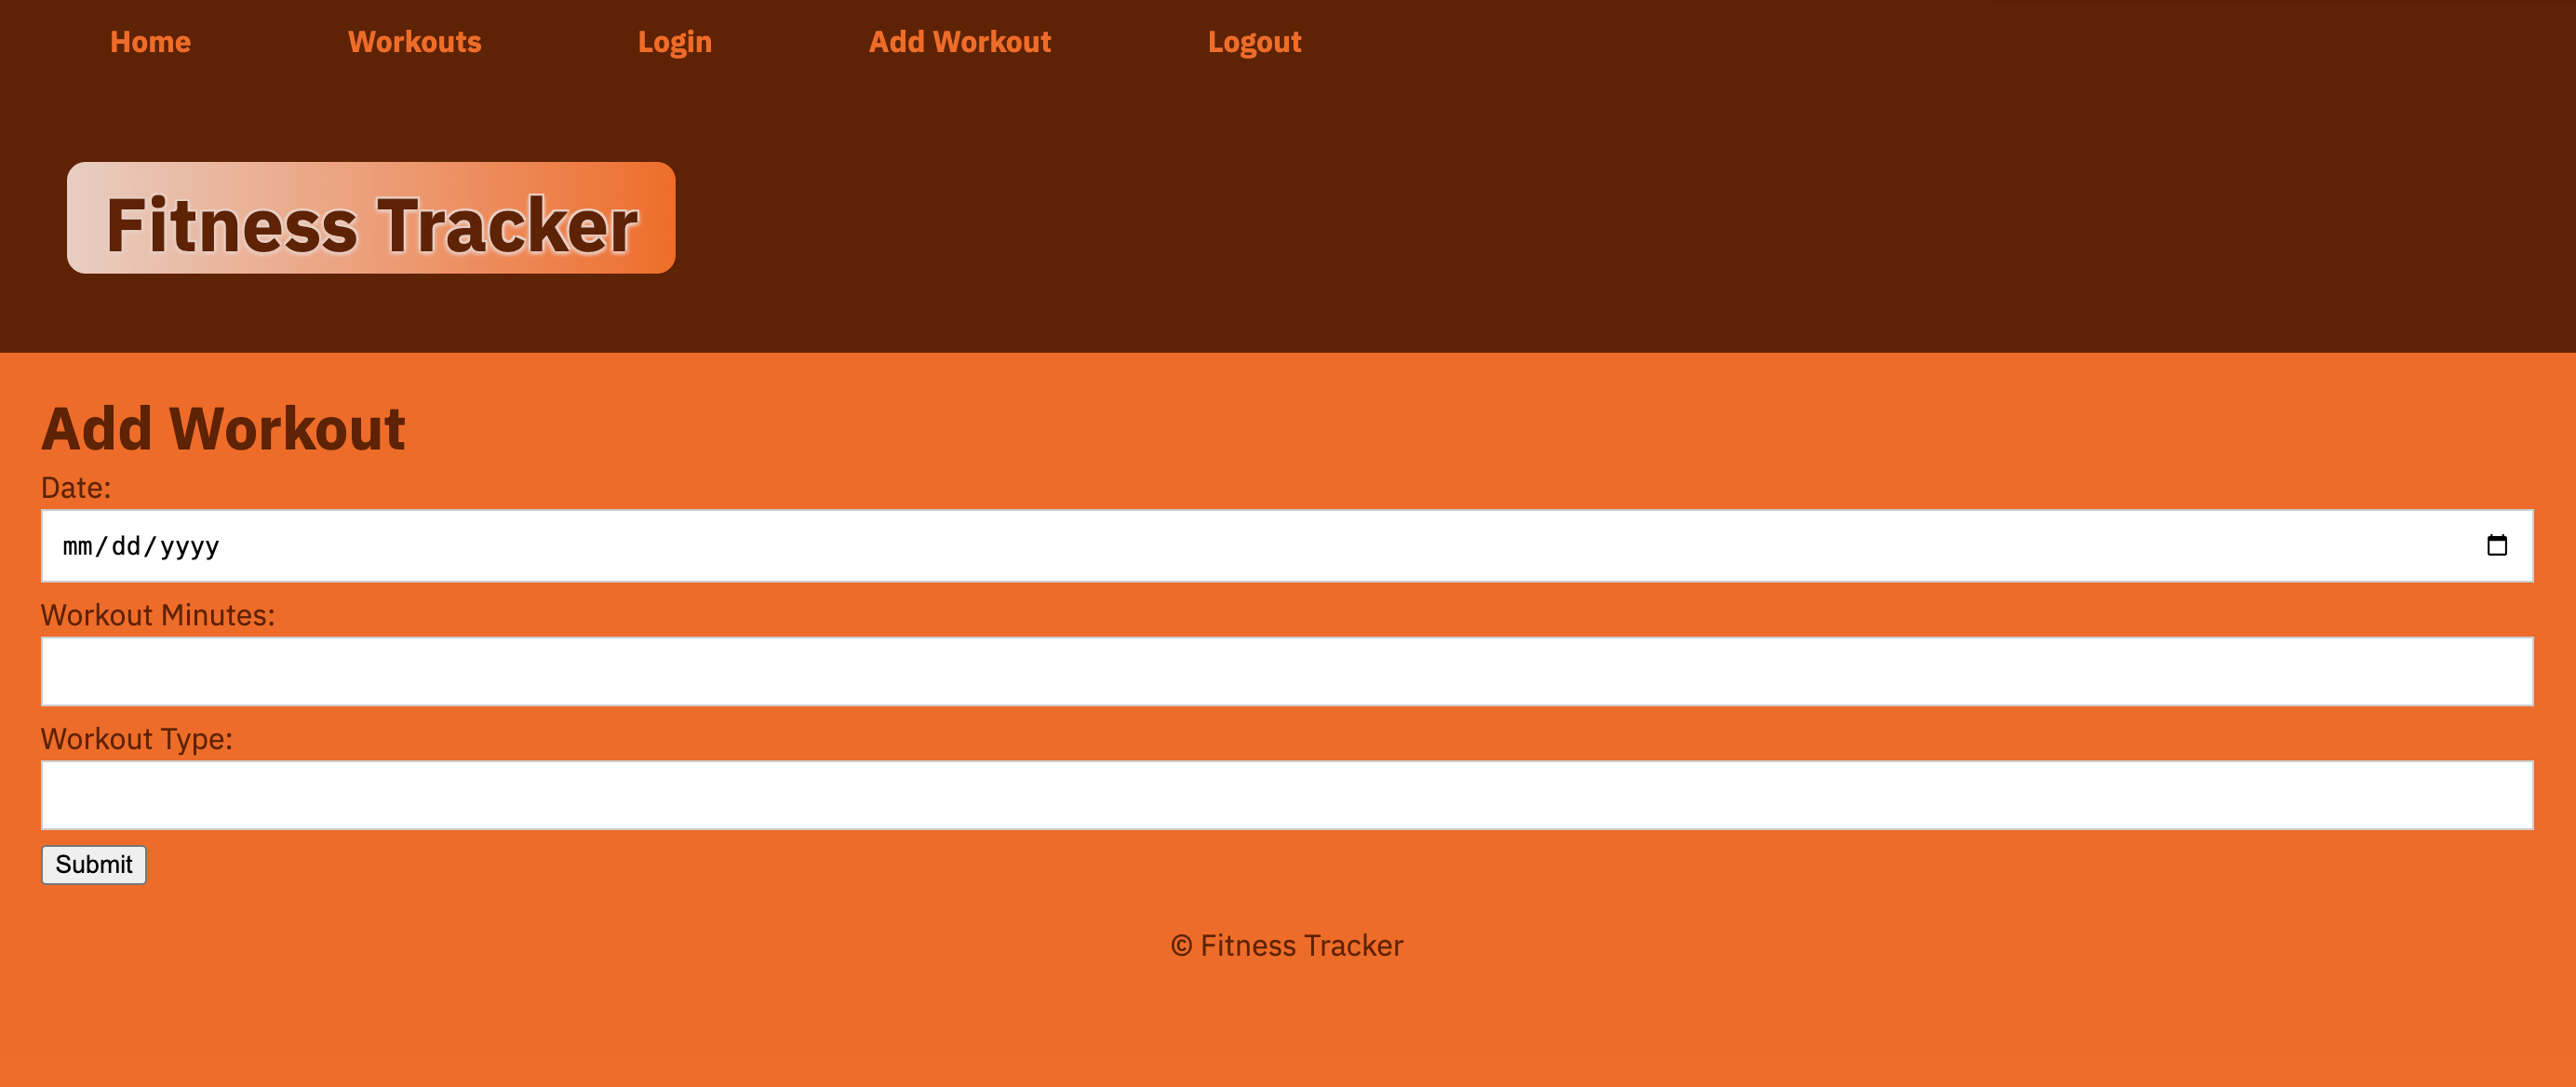 Home Workouts Login Add Workout Logout
Fitness Tracker
Add Workout
Date:
mm/dd/yyyy
Workout Minutes:
Workout Type:
Submit
© Fitness Tracker